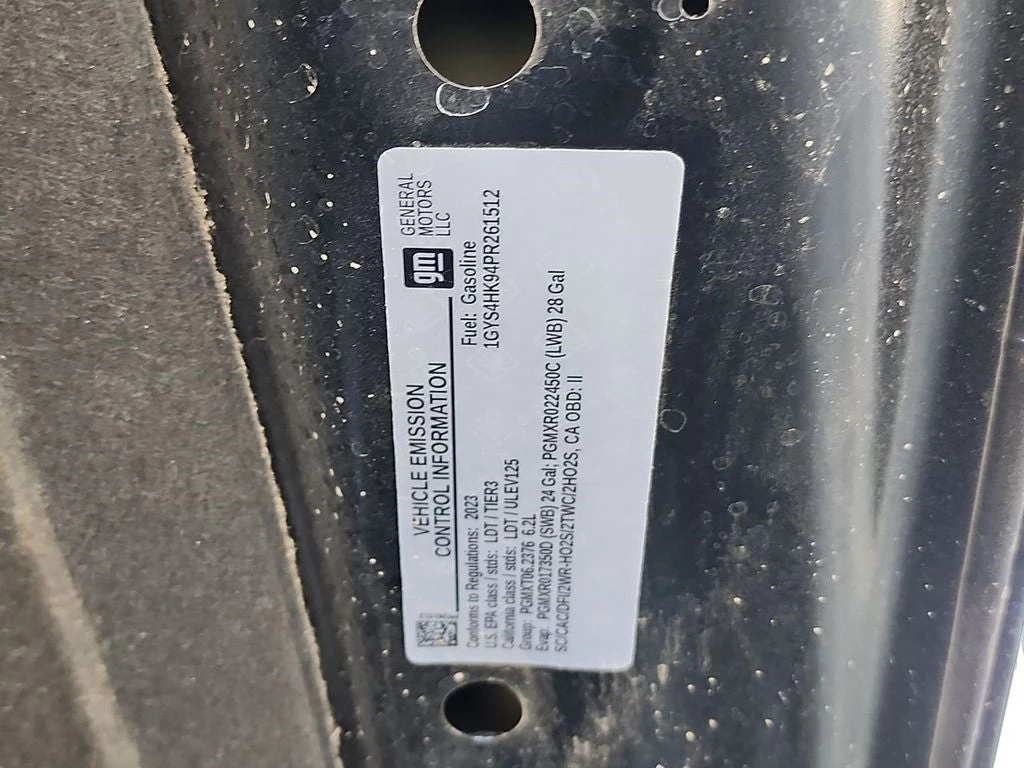 VEHICLE EMISSION
CONTROL INFORMATION
gm
GENERAL
MOTORS
LLC
Conforms to Regulations: 2023
Fuel: Gasoline
U.S. EPA class / stds: LDT / TIER3
1GYS4HK94PR261512
California class / stds: LDT / ULEV125
Group: PGMXT06.2376 6.2L
Evap: PGMXR0173500 (SWB) 24 Gal; PGMXR022450C (LWB) 28 Gal
SC/CAC/DFI/2WR-HO2S/2TWC/2HO2S, CA OBD: II